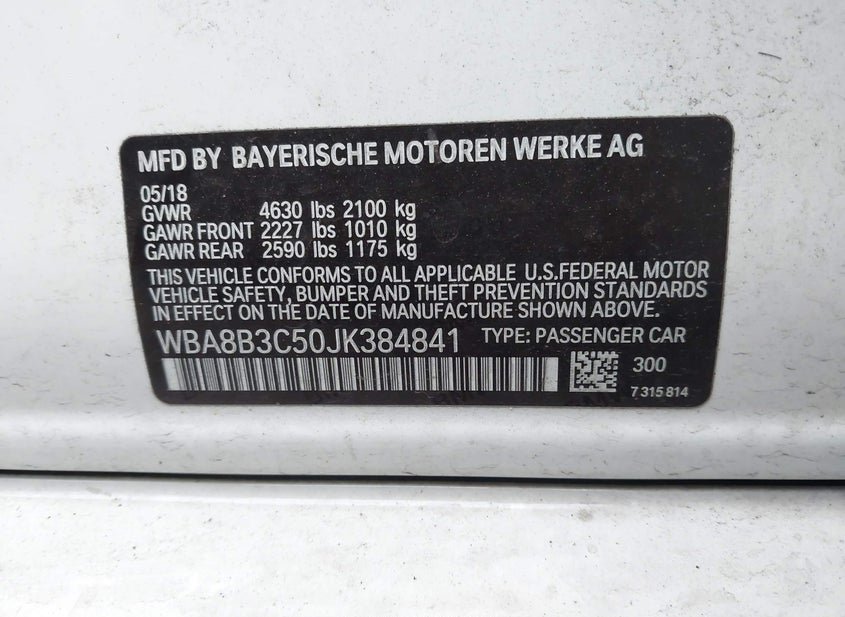 MFD BY BAYERISCHE MOTOREN WERKE AG
05/18
GVWR 4630 lbs 2100 kg
GAWR FRONT 2227 lbs 1010 kg
GAWR REAR 2590 lbs 1175 kg
THIS VEHICLE CONFORMS TO ALL APPLICABLE U.S.FEDERAL MOTOR
VEHICLE SAFETY, BUMPER AND THEFT PREVENTION STANDARDS
IN EFFECT ON THE DATE OF MANUFACTURE SHOWN ABOVE.
WBA8B3C50JK384841 TYPE: PASSENGER CAR
300
7 315 814